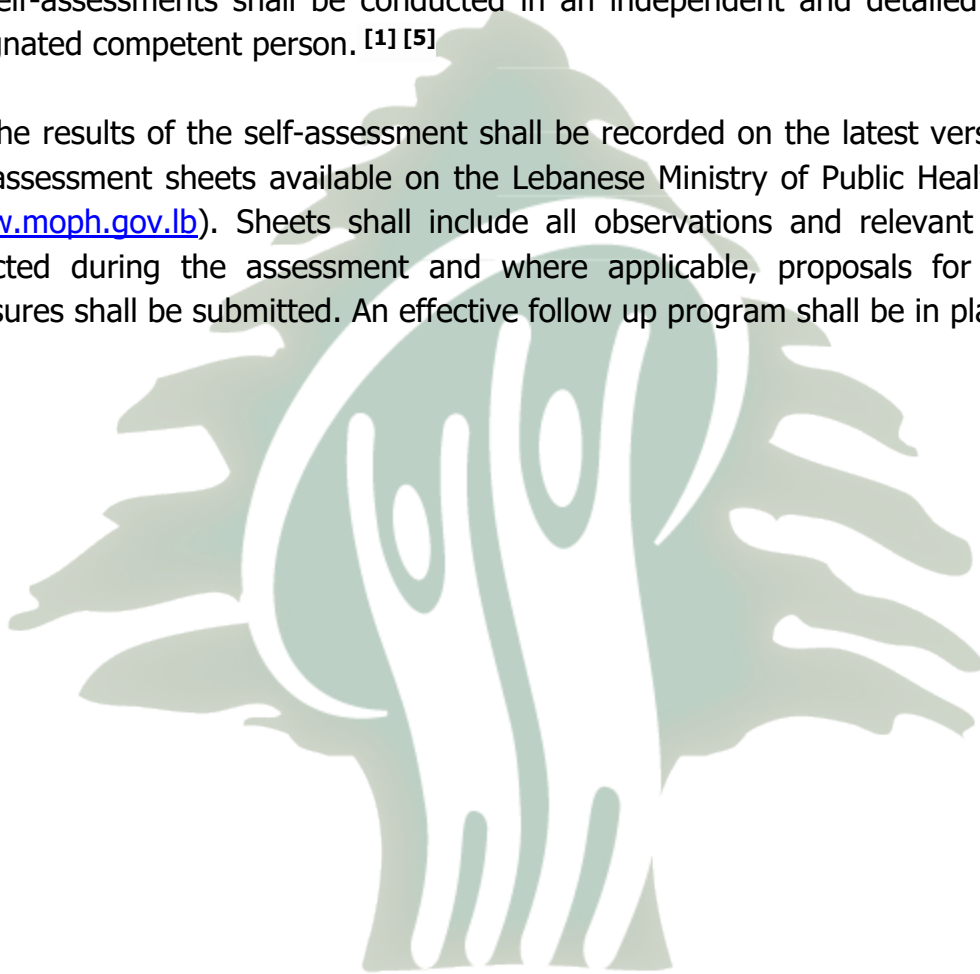 elf-assessments shall be conducted in an independent and detailed
gnated competent person. [1] [5]
he results of the self-assessment shall be recorded on the latest vers
assessment sheets available on the Lebanese Ministry of Public Heal
w.moph.gov.lb). Sheets shall include all observations and relevant
cted during the assessment and where applicable, proposals for
sures shall be submitted. An effective follow up program shall be in pla